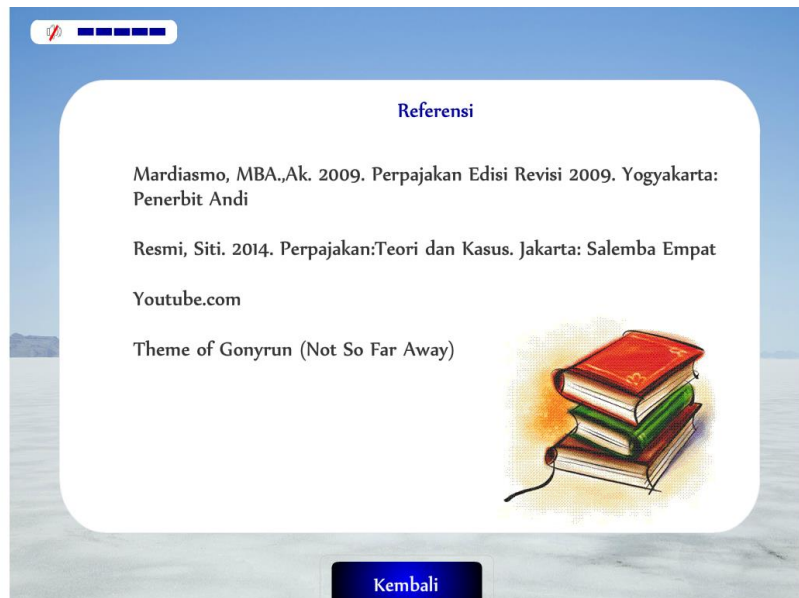 Referensi
Mardiasmo, MBA.,Ak. 2009. Perpajakan Edisi Revisi 2009. Yogyakarta:
Penerbit Andi
Resmi, Siti. 2014. Perpajakan:Teori dan Kasus. Jakarta: Salemba Empat
Youtube.com
Theme of Gonyrun (Not So Far Away)
Kembali